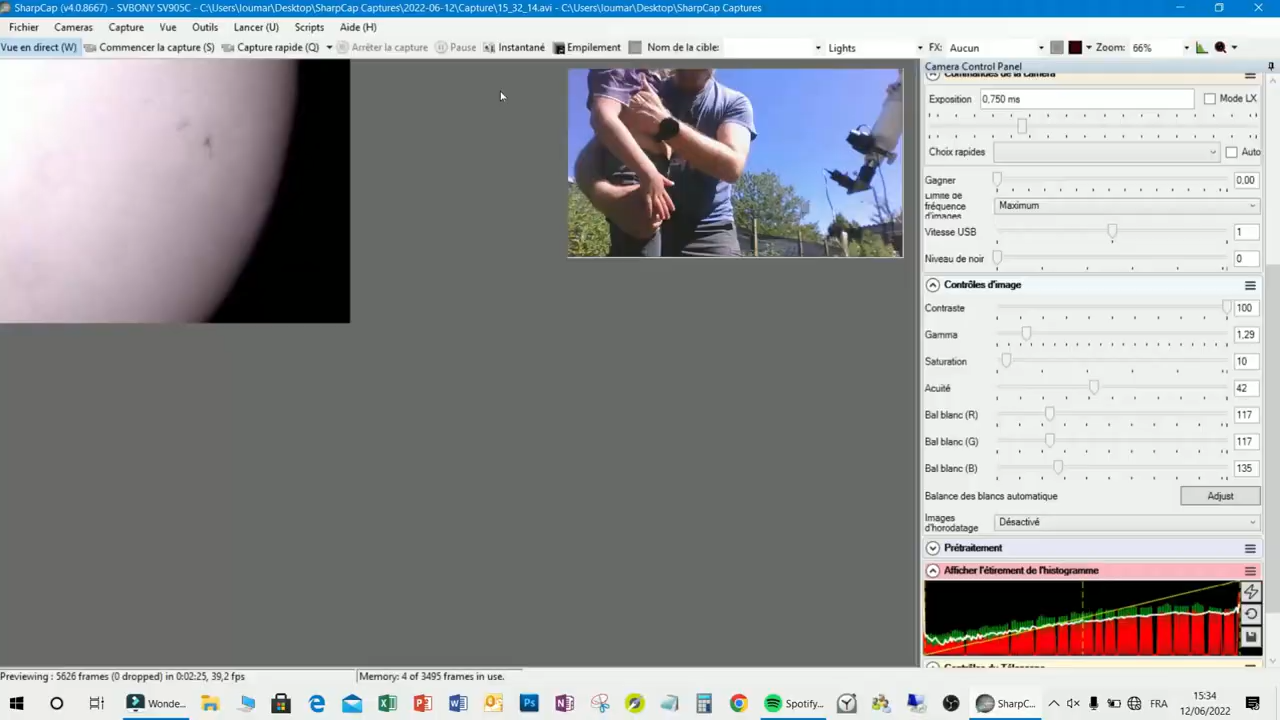 SharpCap (v4.0.8667) - SVBONY SV905C - C:\Users\loumar\Desktop\SharpCap Captures\2022-06-12\Capture\15_32_14.avi - C:\Users\loumar\Desktop\SharpCap Captures
Fichier Cameras Capture Vue Outils Lancer (U) Scripts Aide (H)
Vue en direct (W) Commencer la capture (S) Capture rapide (Q) Arrêter la capture Pause Instantané Empilement Nom de la cible: Lights FX: Aucun Zoom: 66%
Camera Control Panel
Commandes de la caméra
Exposition 0,750 ms Mode LX
Choix rapides Auto
Gagner 0.00
Limite de
fréquence Maximum
d'images
Vitesse USB 1
Niveau de noir 0
Contrôles d'image
Contraste 100
Gamma 1,29
Saturation 10
Acuité 42
Bal blanc (R) 117
Bal blanc (G) 117
Bal blanc (B) 135
Balance des blancs automatique Adjust
Images
d'horodatage Désactivé
Prétraitement
Afficher l'étirement de l'histogramme
Contrôles du Télescope
Previewing : 5626 frames (0 dropped) in 0:02:25, 39,2 fps Memory: 4 of 3495 frames in use.
Wonde... Spotify... SharpC... FRA 15:34
12/06/2022